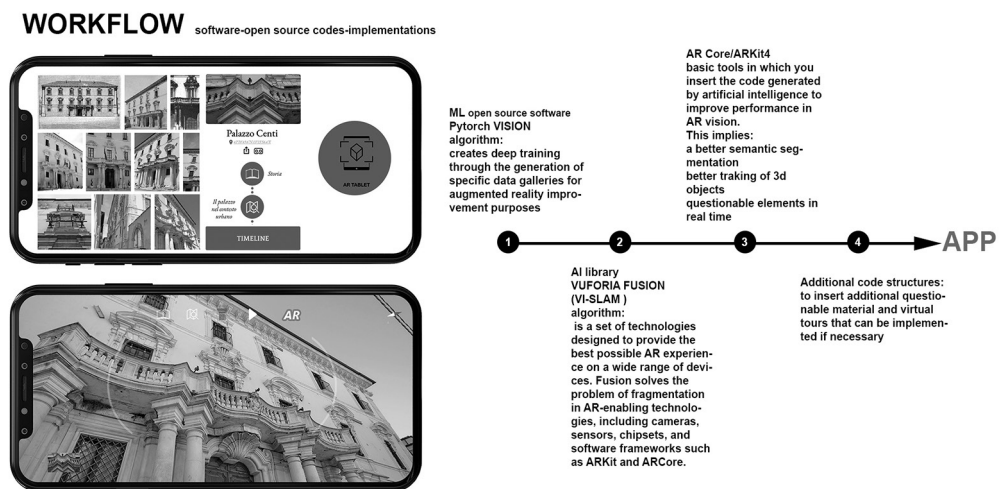 WORKFLOW software-open source codes-implementations
Palazzo Centi
Storia
Il palazzo
nel contesto
urbano
TIMELINE
AR TABLET
AR
ML open source software
Pytorch VISION
algorithm:
creates deep training
through the generation of
specific data galleries for
augmented reality impro-
vement purposes
AR Core/ARKit4
basic tools in which you
insert the code generated
by artificial intelligence to
improve performance in
AR vision.
This implies:
a better semantic seg-
mentation
better traking of 3d
objects
questionable elements in
real time
1
2
3
4
APP
AI library
VUFORIA FUSION
(VI-SLAM )
algorithm:
is a set of technologies
designed to provide the
best possible AR experien-
ce on a wide range of devi-
ces. Fusion solves the
problem of fragmentation
in AR-enabling technolo-
gies, including cameras,
sensors, chipsets, and
software frameworks such
as ARKit and ARCore.
Additional code structures:
to insert additional questio-
nable material and virtual
tours that can be implemen-
ted if necessary